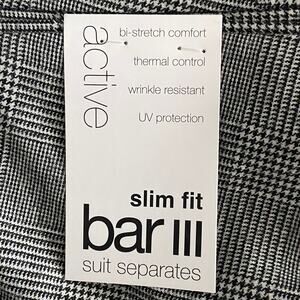 active
bi-stretch comfort
thermal control
wrinkle resistant
UV protection
slim fit
bar III
suit separates